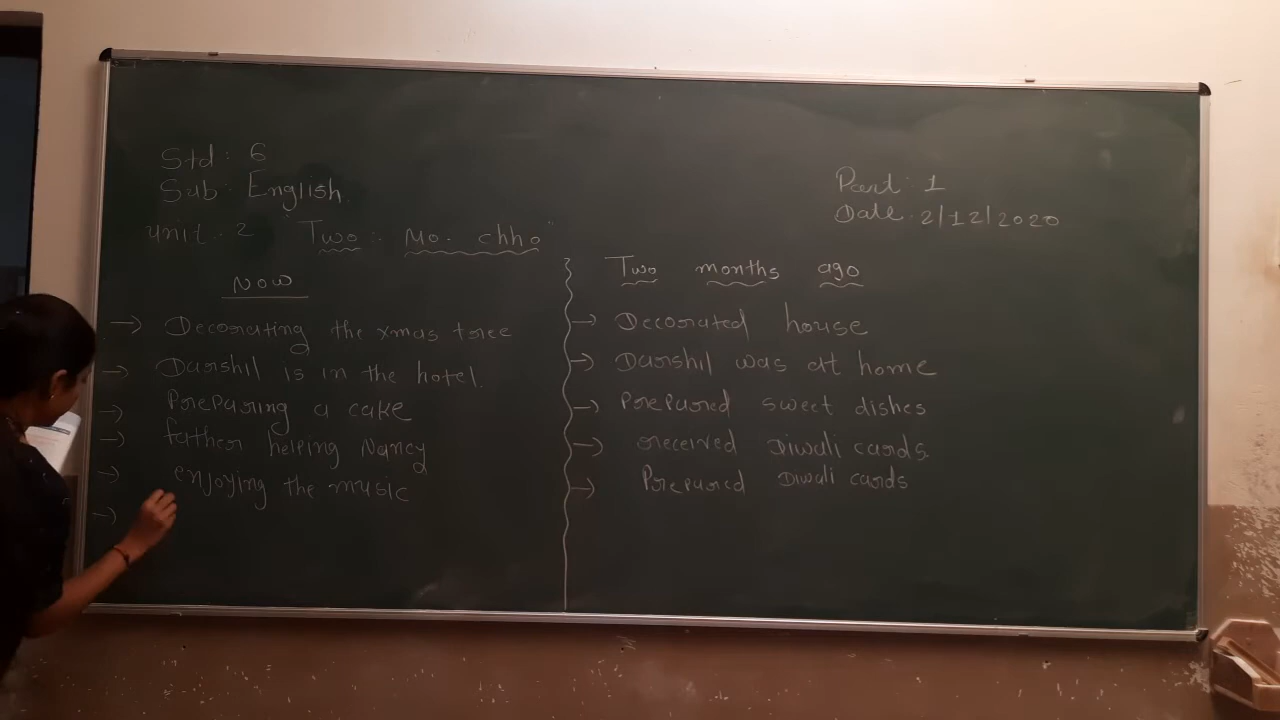 Std: 6
Sub: English.
unit: 2 "Two: Mo. chho"
Part: 1
Date: 2/12/2020
Now
→ Decorating the xmas tree
→ Darshil is in the hotel.
→ Preparing a cake
→ father helping Nancy
→ enjoying the music
→
Two months ago
→ Decorated house
→ Darshil was at home
→ Prepared sweet dishes
→ received Diwali cards.
→ Prepared Diwali cards